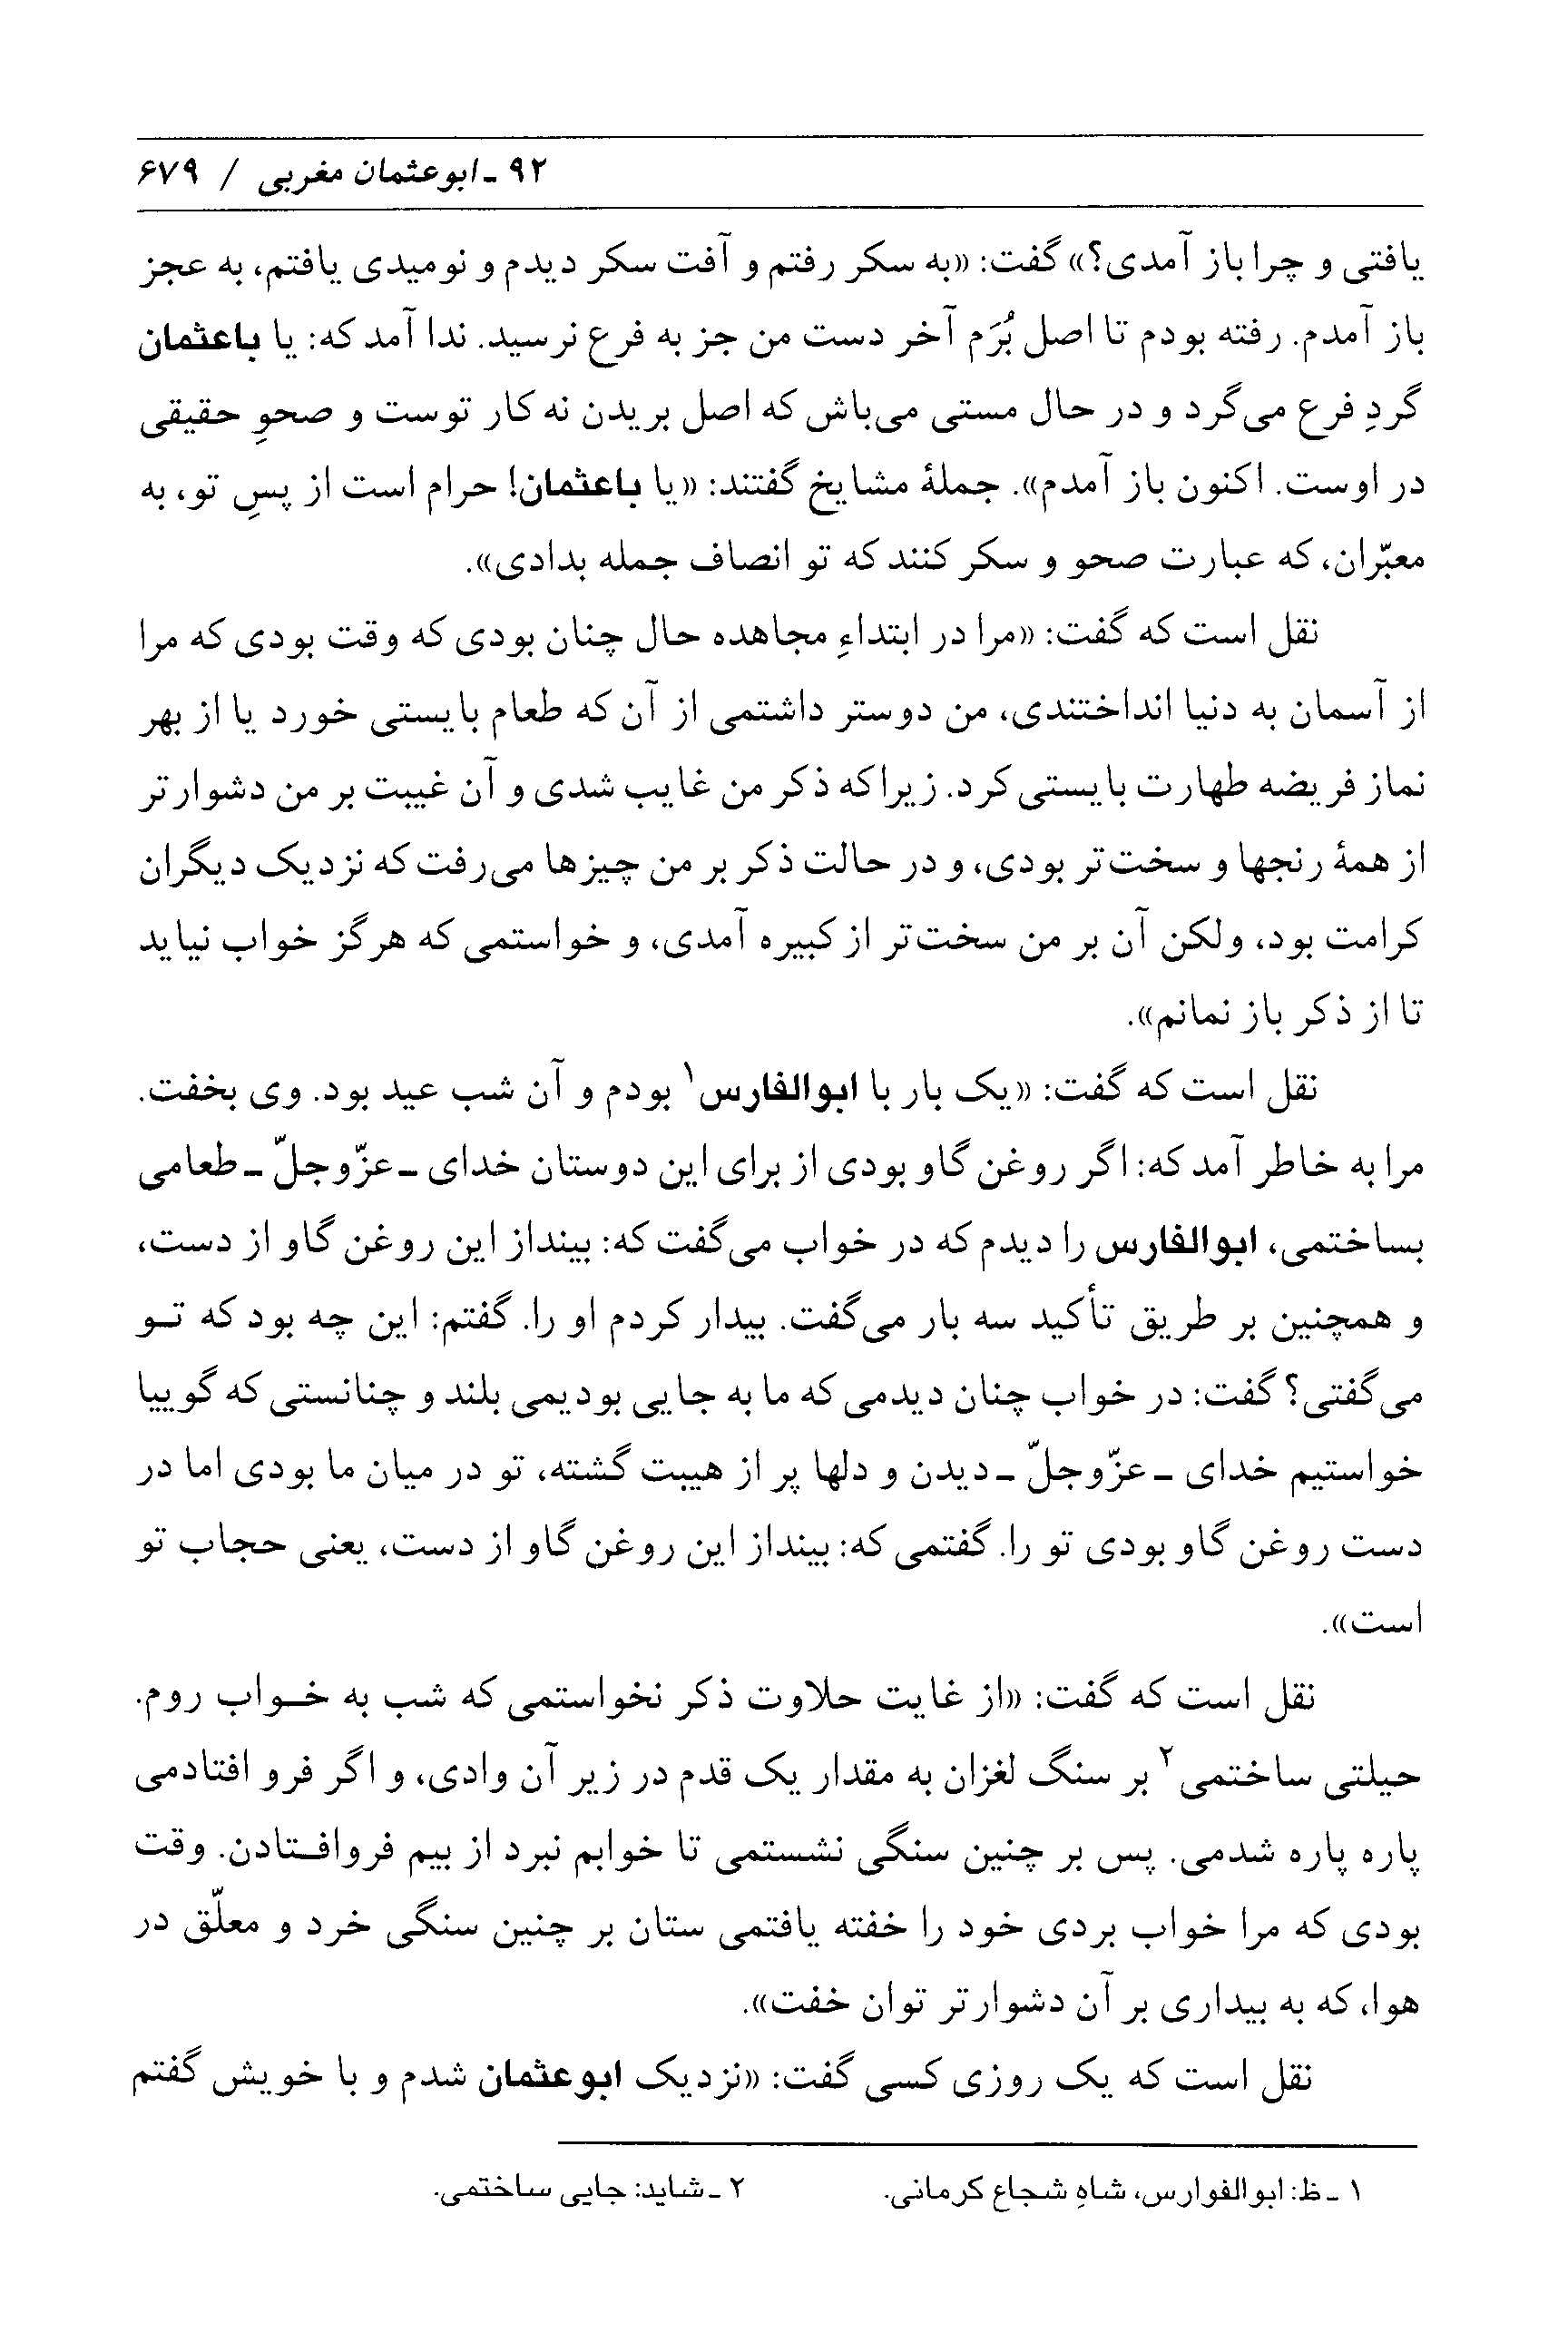 ۹۲ ـ ابوعثمان مغربی / ۶۷۹
یافتی و چرا باز آمدی؟» گفت: «به سکر رفتم و آفت سکر دیدم و نومیدی یافتم، به عجز
باز آمدم. رفته بودم تا اصل بُرَم آخر دست من جز به فرع نرسید. ندا آمد که: یا باعثمان
گردِ فرع می‌گرد و در حال مستی می‌باش که اصل بریدن نه کار توست و صحوِ حقیقی
در اوست. اکنون باز آمدم». جملهٔ مشایخ گفتند: «یا باعثمان! حرام است از پسِ تو، به
معبّران، که عبارت صحو و سکر کنند که تو انصاف جمله بدادی».
نقل است که گفت: «مرا در ابتداءِ مجاهده حال چنان بودی که وقت بودی که مرا
از آسمان به دنیا انداختندی، من دوستر داشتمی از آن که طعام بایستی خورد یا از بهر
نماز فریضه طهارت بایستی کرد. زیراکه ذکر من غایب شدی و آن غیبت بر من دشوارتر
از همهٔ رنجها و سخت‌تر بودی، و در حالت ذکر بر من چیزها می‌رفت که نزدیک دیگران
کرامت بود، ولکن آن بر من سخت‌تر از کبیره آمدی، و خواستمی که هرگز خواب نیاید
تا از ذکر باز نمانم».
نقل است که گفت: «یک بار با ابوالفارس۱ بودم و آن شب عید بود. وی بخفت.
مرا به خاطر آمد که: اگر روغن گاو بودی از برای این دوستان خدای ـ عزّوجلّ ـ طعامی
بساختمی، ابوالفارس را دیدم که در خواب می‌گفت که: بینداز این روغن گاو از دست،
و همچنین بر طریق تأکید سه بار می‌گفت. بیدار کردم او را. گفتم: این چه بود که تـو
می‌گفتی؟ گفت: در خواب چنان دیدمی که ما به جایی بودیمی بلند و چنانستی که گوییا
خواستیم خدای ـ عزّوجلّ ـ دیدن و دلها پر از هیبت گشته، تو در میان ما بودی اما در
دست روغن گاو بودی تو را. گفتمی که: بینداز این روغن گاو از دست، یعنی حجاب تو
است».
نقل است که گفت: «از غایت حلاوت ذکر نخواستمی که شب به خـواب روم.
حیلتی ساختمی۲ بر سنگ لغزان به مقدار یک قدم در زیر آن وادی، و اگر فرو افتادمی
پاره پاره شدمی. پس بر چنین سنگی نشستمی تا خوابم نبرد از بیم فروافـتادن. وقت
بودی که مرا خواب بردی خود را خفته یافتمی ستان بر چنین سنگی خرد و معلّق در
هوا، که به بیداری بر آن دشوارتر توان خفت».
نقل است که یک روزی کسی گفت: «نزدیک ابوعثمان شدم و با خویش گفتم
۱ ـ ظ: ابوالفوارس، شاهِ شجاع کرمانی. ۲ ـ شاید: جایی ساختمی.